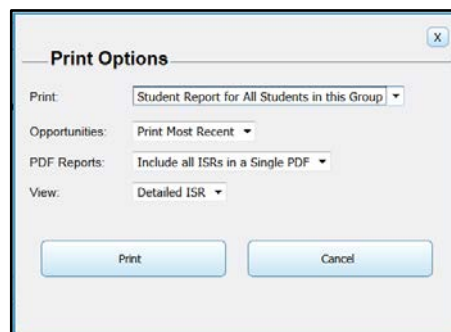 X
Print Options
Print: Student Report for All Students in this Group
Opportunities: Print Most Recent
PDF Reports: Include all ISRs in a Single PDF
View: Detailed ISR
Print Cancel